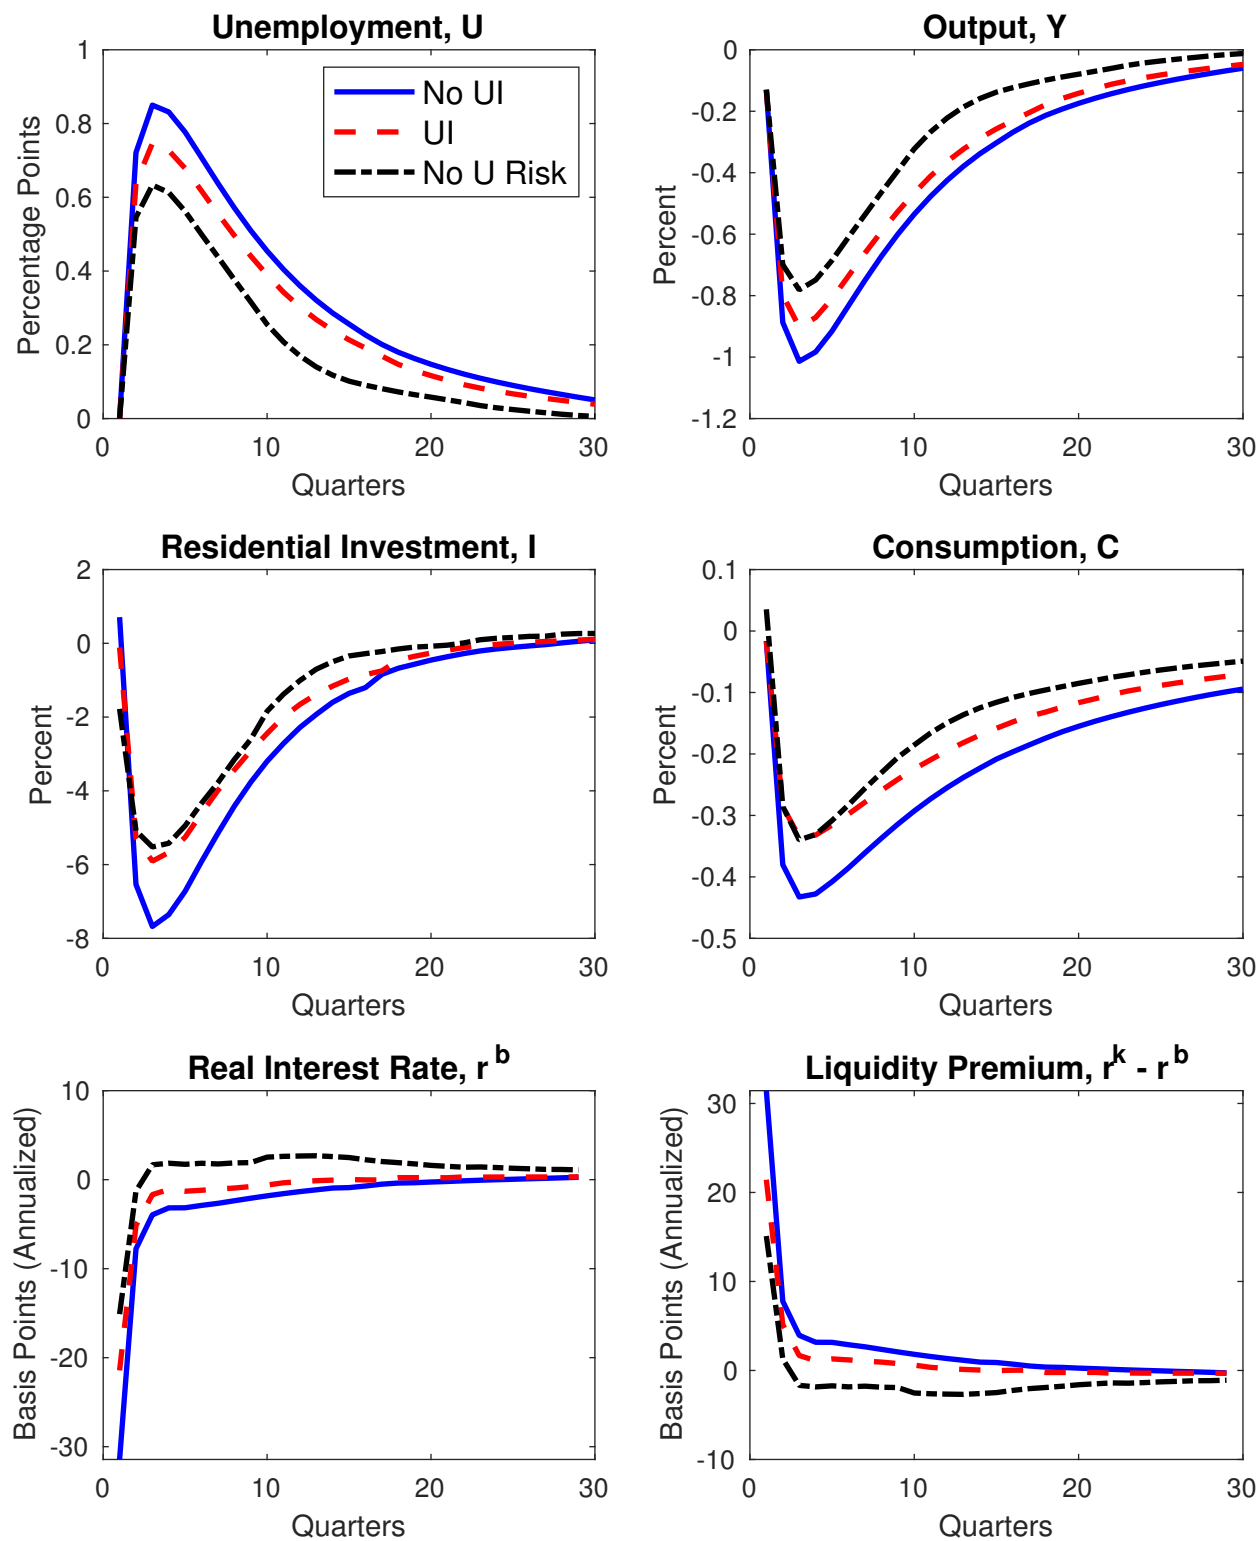 Unemployment, U
1
0.8
0.6
0.4
0.2
0
Percentage Points
No UI
UI
No U Risk
0
10
20
30
Quarters
Output, Y
0
-0.2
-0.4
-0.6
-0.8
-1
-1.2
Percent
0
10
20
30
Quarters
Residential Investment, I
2
0
-2
-4
-6
-8
Percent
0
10
20
30
Quarters
Consumption, C
0.1
0
-0.1
-0.2
-0.3
-0.4
-0.5
Percent
0
10
20
30
Quarters
Real Interest Rate, r^b
10
0
-10
-20
-30
Basis Points (Annualized)
0
10
20
30
Quarters
Liquidity Premium, r^k - r^b
30
20
10
0
-10
Basis Points (Annualized)
0
10
20
30
Quarters